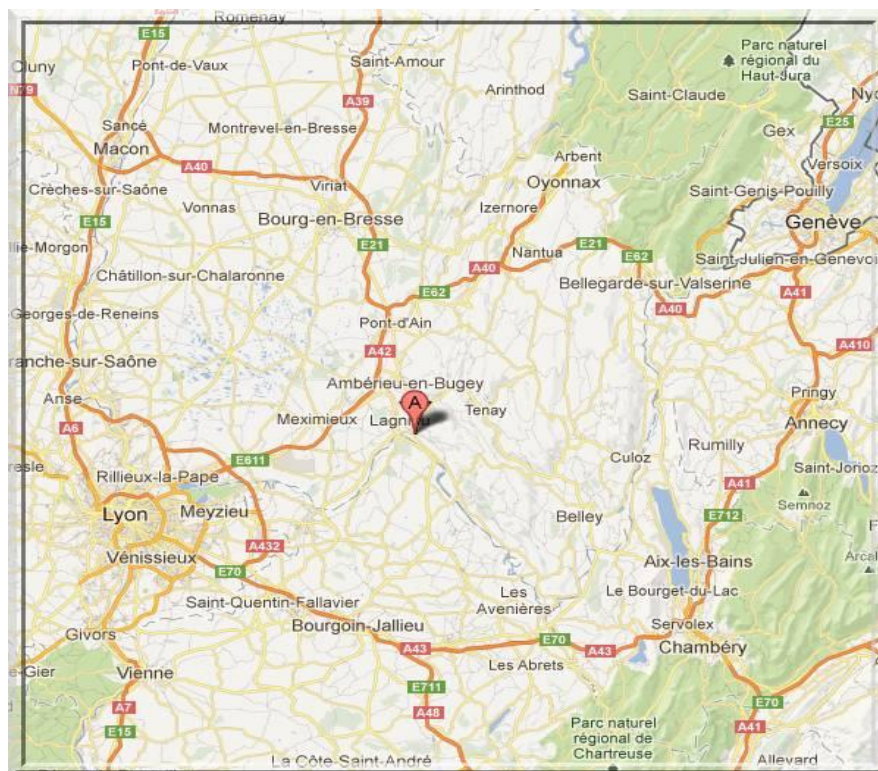 Romenay
E15
Cluny
Pont-de-Vaux
Saint-Amour
Parc naturel
régional du
Haut-Jura
N79
A39
Arinthod
Saint-Claude
Sancé
Macon
Montrevel-en-Bresse
E25
Gex
A40
Arbent
Versoix
Crèches-sur-Saône
Viriat
Oyonnax
Saint-Genis-Pouilly
Vonnas
Izernore
E15
Bourg-en-Bresse
Genève
E21
Nantua
E21
E62
Saint-Julien-en-Genevoi
Châtillon-sur-Chalaronne
A40
Bellegarde-sur-Valserine
E62
A41
Georges-de-Reneins
A40
Pont-d'Ain
A42
A410
anche-sur-Saône
Ambérieu-en-Bugey
Pringy
Anse
A
Meximieux
Tenay
Annecy
A6
E611
Culoz
Rumilly
Saint-Jorioz
Rillieux-la-Pape
A41
Semnoz
Lyon
Meyzieu
Belley
E712
A432
Vénissieux
E70
Aix-les-Bains
Les
Avenières
Le Bourget-du-Lac
Saint-Quentin-Fallavier
Bourgoin-Jallieu
Servolex
Givors
A43
E70
A43
Chambéry
Les Abrets
-Gier
Vienne
E711
E70
A7
A48
Parc naturel
régional de
Chartreuse
A41
E15
La Côte-Saint-André
Allevard